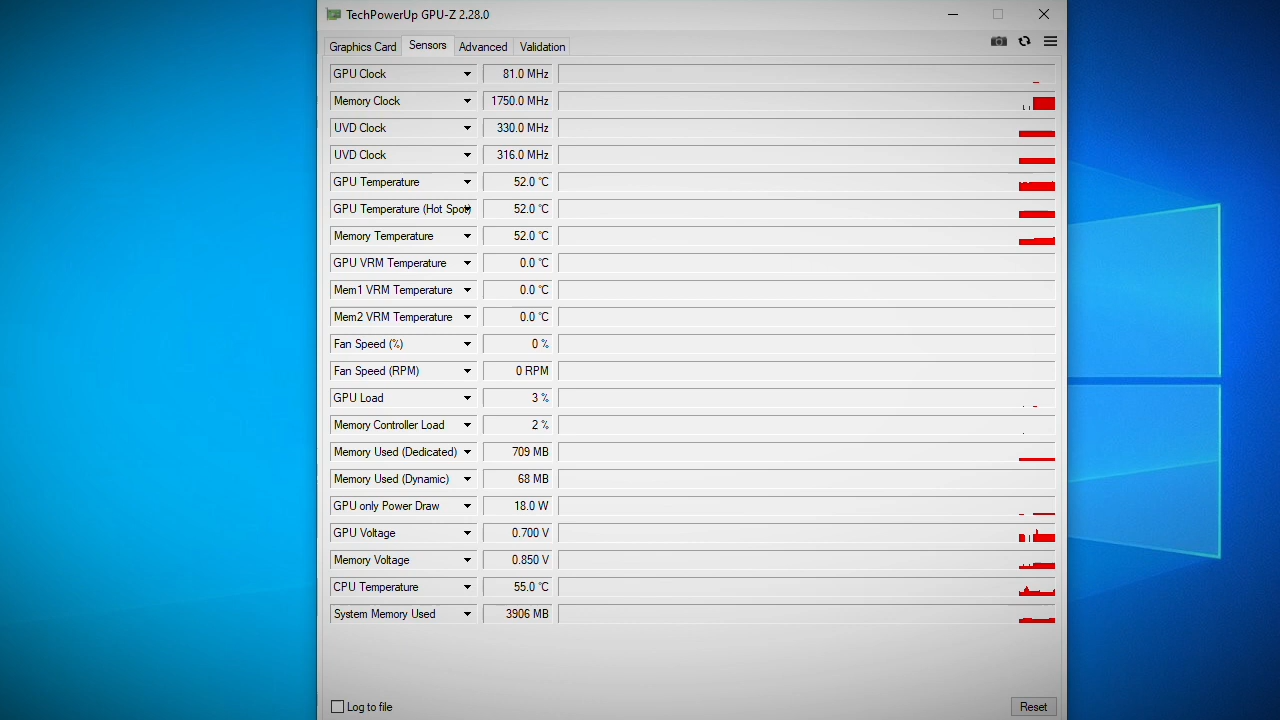 TechPowerUp GPU-Z 2.28.0
Graphics Card Sensors Advanced Validation
GPU Clock 81.0 MHz
Memory Clock 1750.0 MHz
UVD Clock 330.0 MHz
UVD Clock 316.0 MHz
GPU Temperature 52.0 °C
GPU Temperature (Hot Spot) 52.0 °C
Memory Temperature 52.0 °C
GPU VRM Temperature 0.0 °C
Mem1 VRM Temperature 0.0 °C
Mem2 VRM Temperature 0.0 °C
Fan Speed (%) 0 %
Fan Speed (RPM) 0 RPM
GPU Load 3 %
Memory Controller Load 2 %
Memory Used (Dedicated) 709 MB
Memory Used (Dynamic) 68 MB
GPU only Power Draw 18.0 W
GPU Voltage 0.700 V
Memory Voltage 0.850 V
CPU Temperature 55.0 °C
System Memory Used 3906 MB
Log to file Reset